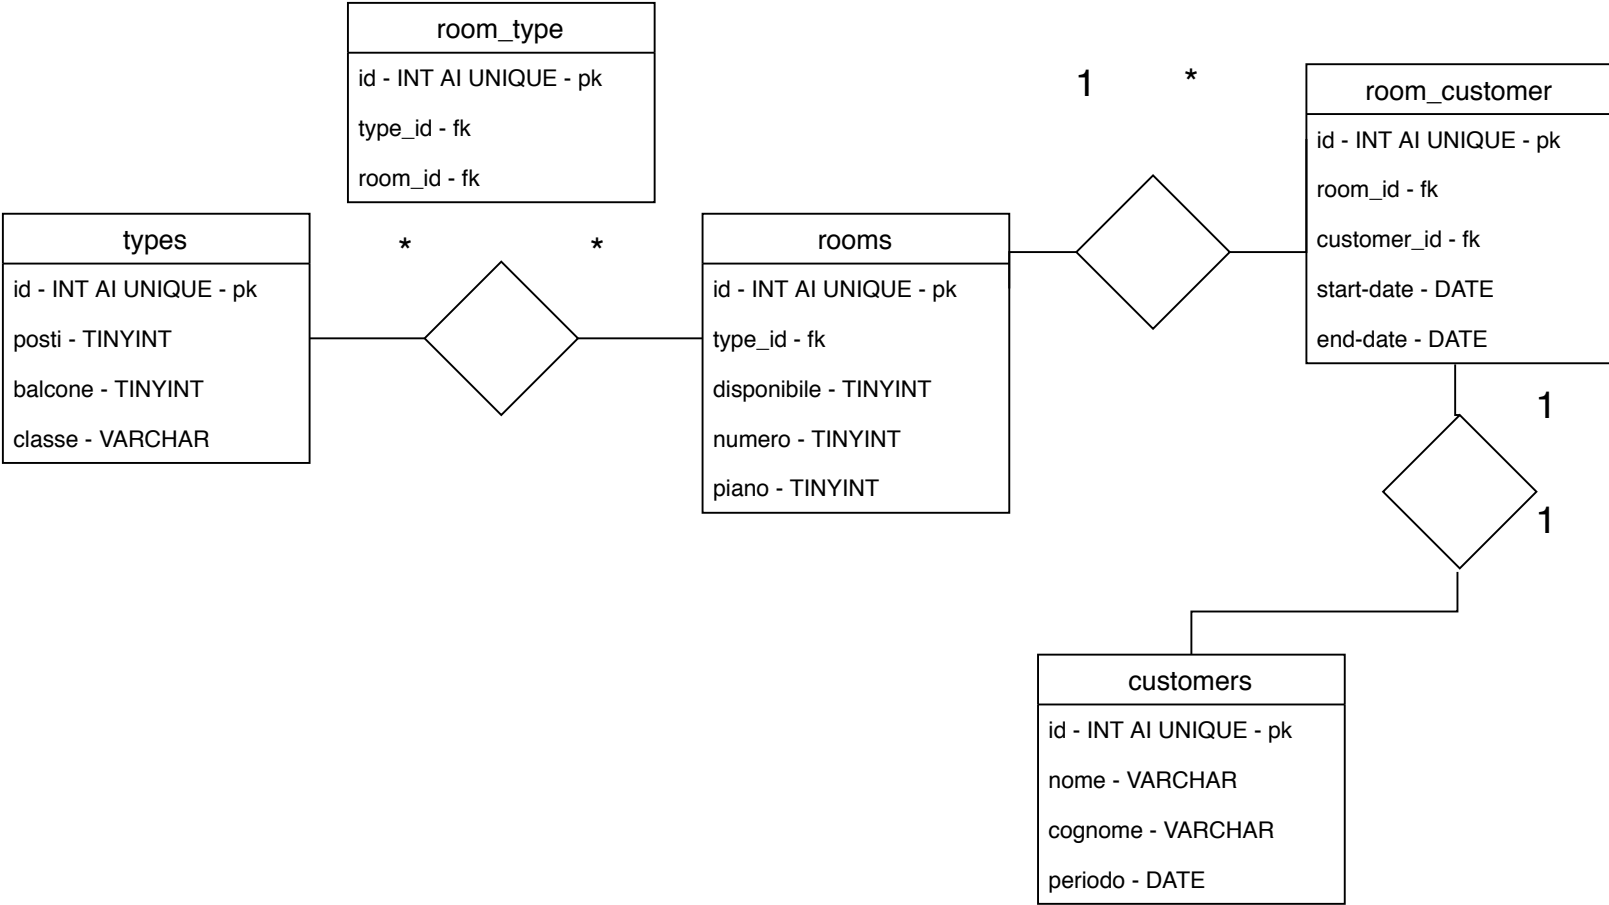 room_type
id - INT AI UNIQUE - pk
type_id - fk
room_id - fk
types
id - INT AI UNIQUE - pk
posti - TINYINT
balcone - TINYINT
classe - VARCHAR
*
*
rooms
id - INT AI UNIQUE - pk
type_id - fk
disponibile - TINYINT
numero - TINYINT
piano - TINYINT
1
*
room_customer
id - INT AI UNIQUE - pk
room_id - fk
customer_id - fk
start-date - DATE
end-date - DATE
1
1
customers
id - INT AI UNIQUE - pk
nome - VARCHAR
cognome - VARCHAR
periodo - DATE